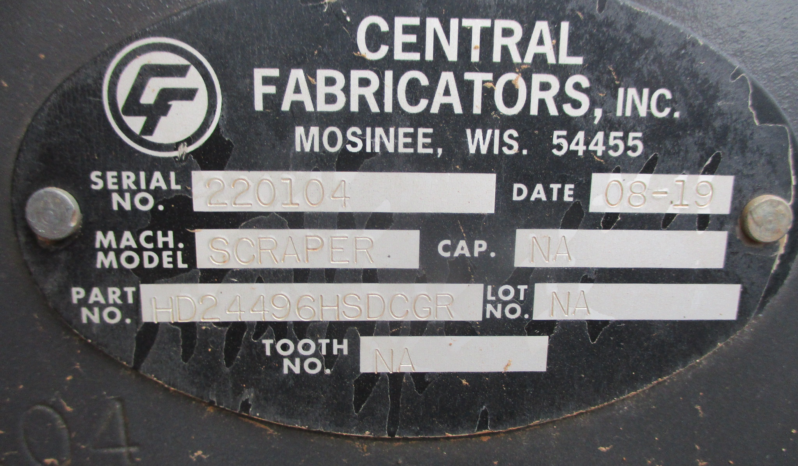 CF
CENTRAL
FABRICATORS, INC.
MOSINEE, WIS. 54455
SERIAL NO. 220104 DATE 08-19
MACH. MODEL SCRAPER CAP. NA
PART NO. HD24496HSDCGR LOT NO. NA
TOOTH NO. NA
04